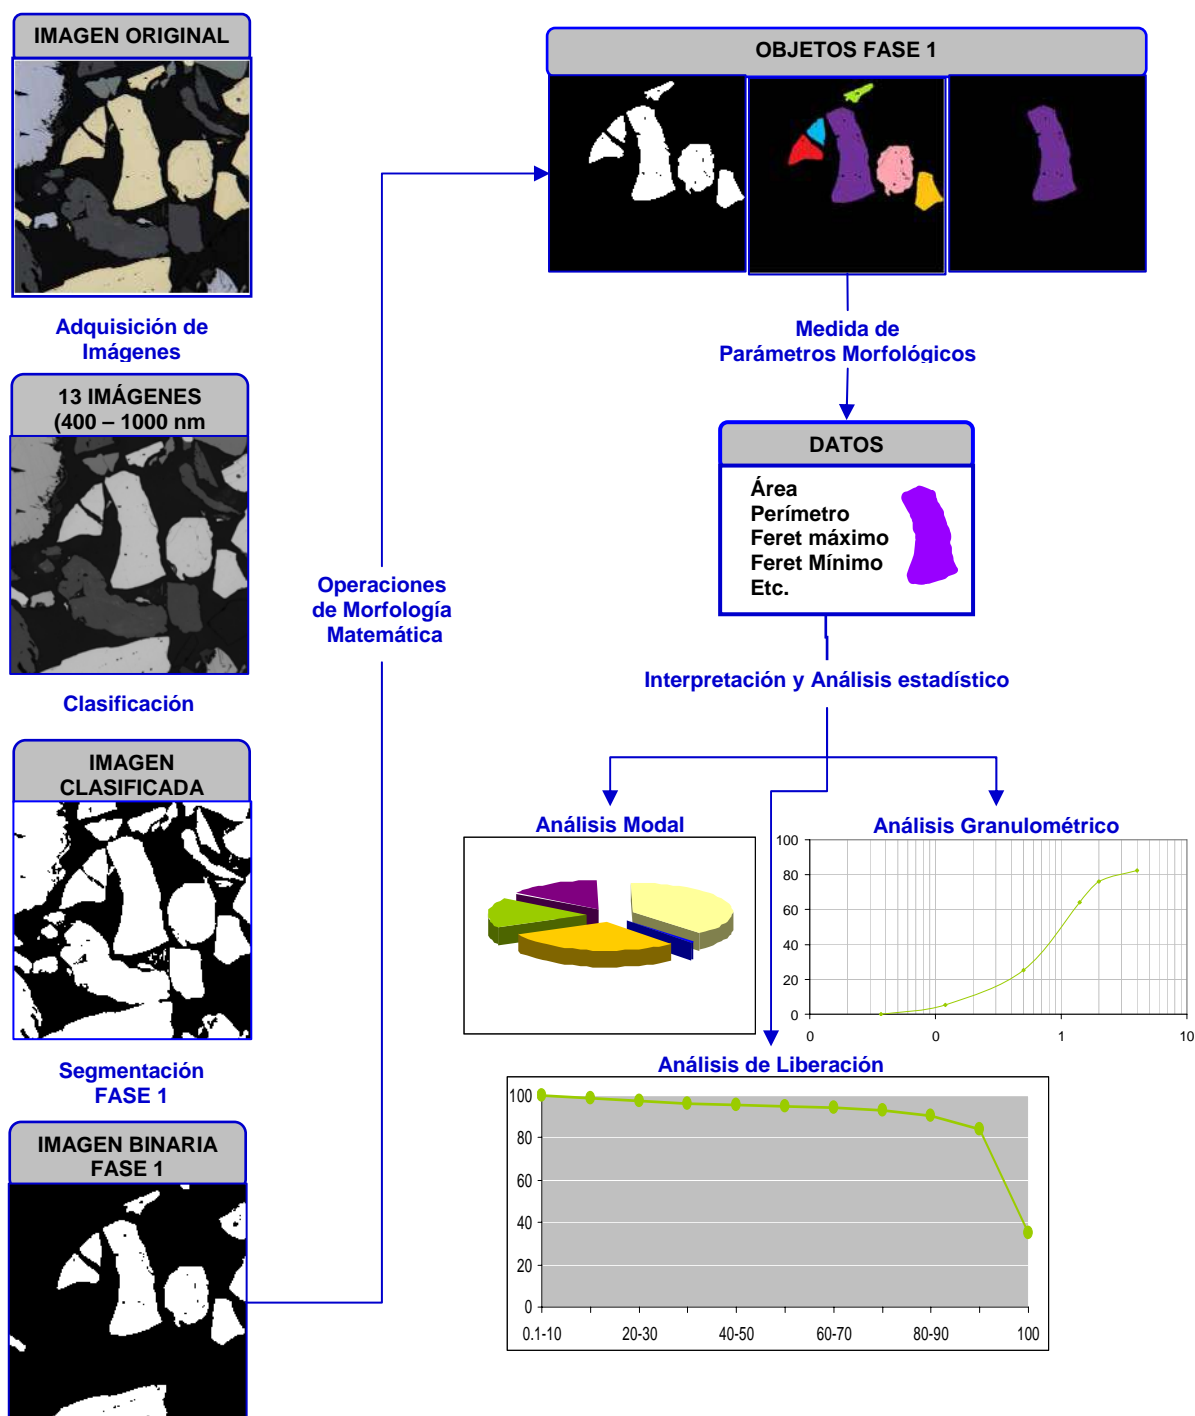 IMAGEN ORIGINAL
Adquisición de
Imágenes
13 IMÁGENES
(400 – 1000 nm
Clasificación
IMAGEN
CLASIFICADA
Segmentación
FASE 1
IMAGEN BINARIA
FASE 1
Operaciones
de Morfología
Matemática
OBJETOS FASE 1
Medida de
Parámetros Morfológicos
DATOS
Área
Perímetro
Feret máximo
Feret Mínimo
Etc.
Interpretación y Análisis estadístico
Análisis Modal
Análisis Granulométrico
100
80
60
40
20
0
0 0 1 10
Análisis de Liberación
100
80
60
40
20
0
0.1-10 20-30 40-50 60-70 80-90 100